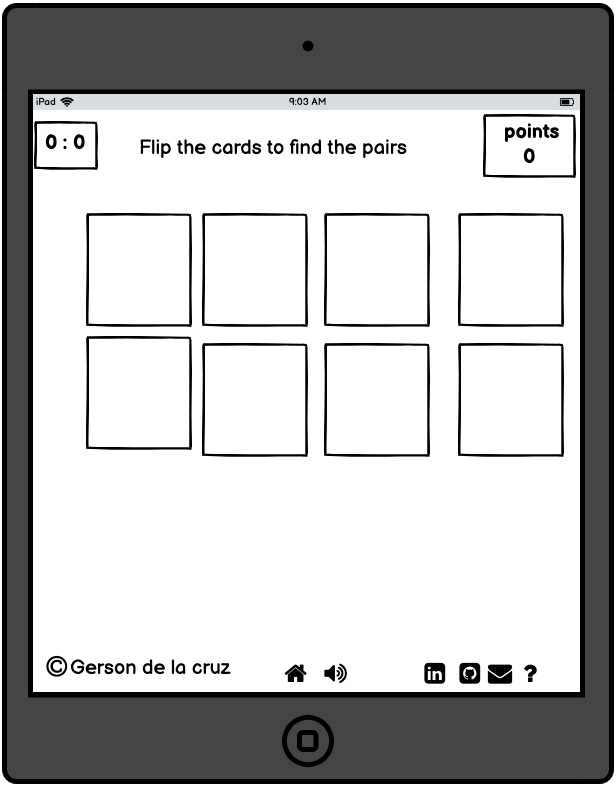 iPad
9:03 AM
0 : 0
Flip the cards to find the pairs
points
0
© Gerson de la cruz
in
?